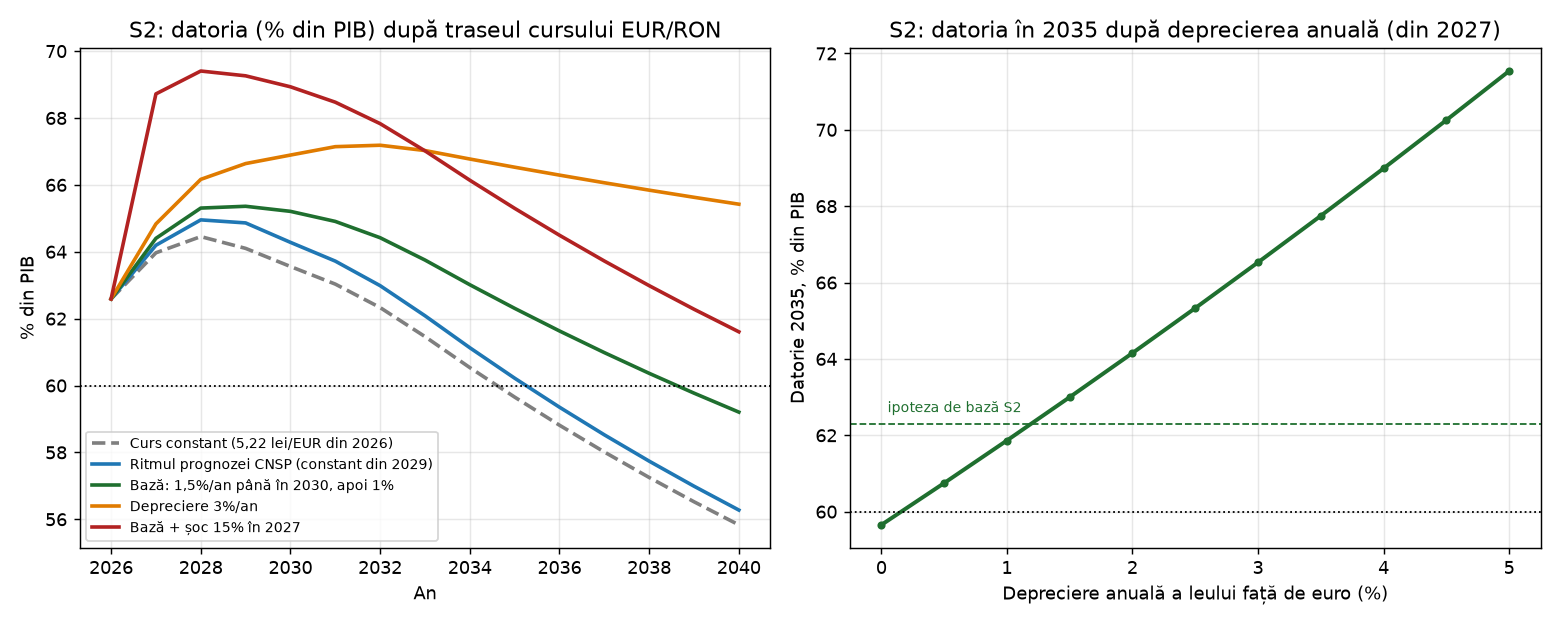 S2: datoria (% din PIB) după traseul cursului EUR/RON
% din PIB
70
68
66
64
62
60
58
56
Curs constant (5,22 lei/EUR din 2026)
Ritmul prognozei CNSP (constant din 2029)
Bază: 1,5%/an până în 2030, apoi 1%
Depreciere 3%/an
Bază + șoc 15% în 2027
2026 2028 2030 2032 2034 2036 2038 2040
An
S2: datoria în 2035 după deprecierea anuală (din 2027)
Datorie 2035, % din PIB
72
70
68
66
64
62
60
ipoteza de bază S2
0 1 2 3 4 5
Depreciere anuală a leului față de euro (%)